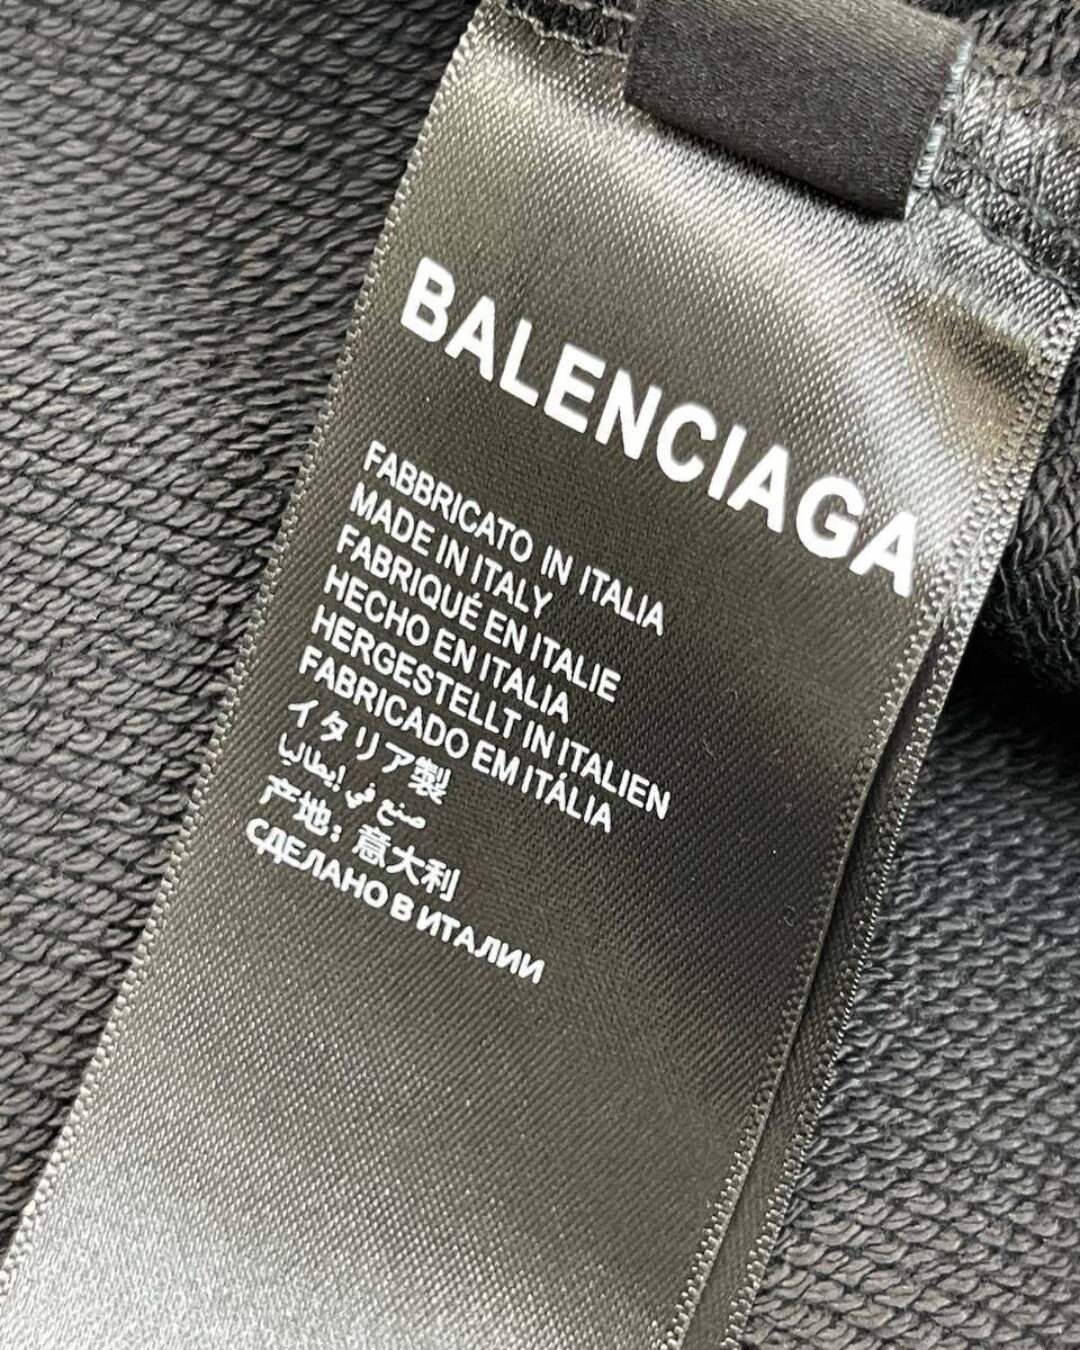 BALENCIAGA
FABBRICATO IN ITALIA
MADE IN ITALY
FABRIQUÉ EN ITALIE
HECHO EN ITALIA
HERGESTELLT IN ITALIEN
FABRICADO EM ITÁLIA
イタリア製
صنع في إيطاليا
产地：意大利
СДЕЛАНО В ИТАЛИИ